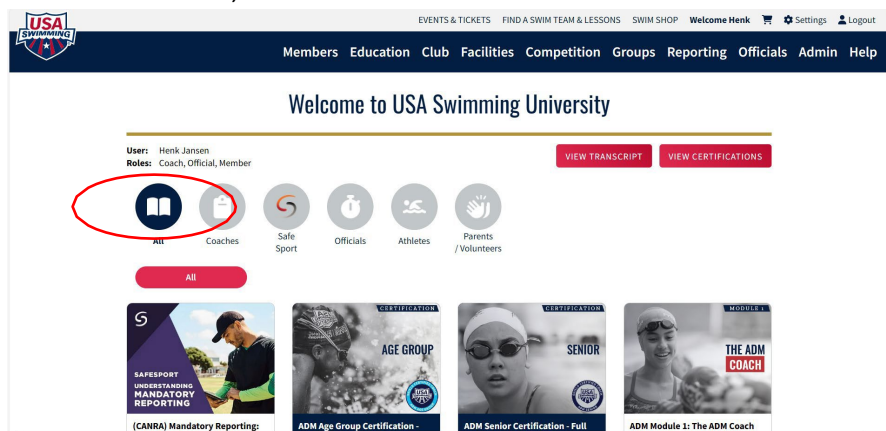 USA
SWIMMING
EVENTS & TICKETS FIND A SWIM TEAM & LESSONS SWIM SHOP Welcome Henk Settings Logout
Members Education Club Facilities Competition Groups Reporting Officials Admin Help
Welcome to USA Swimming University
User: Henk Jansen
Roles: Coach, Official, Member
VIEW TRANSCRIPT VIEW CERTIFICATIONS
All
Coaches
Safe
Sport
Officials
Athletes
Parents
/ Volunteers
All
SAFESPORT
UNDERSTANDING
MANDATORY
REPORTING
(CANRA) Mandatory Reporting:
CERTIFICATION
AGE GROUP
ADM Age Group Certification -
CERTIFICATION
SENIOR
ADM Senior Certification - Full
MODULE 1
THE ADM
COACH
ADM Module 1: The ADM Coach